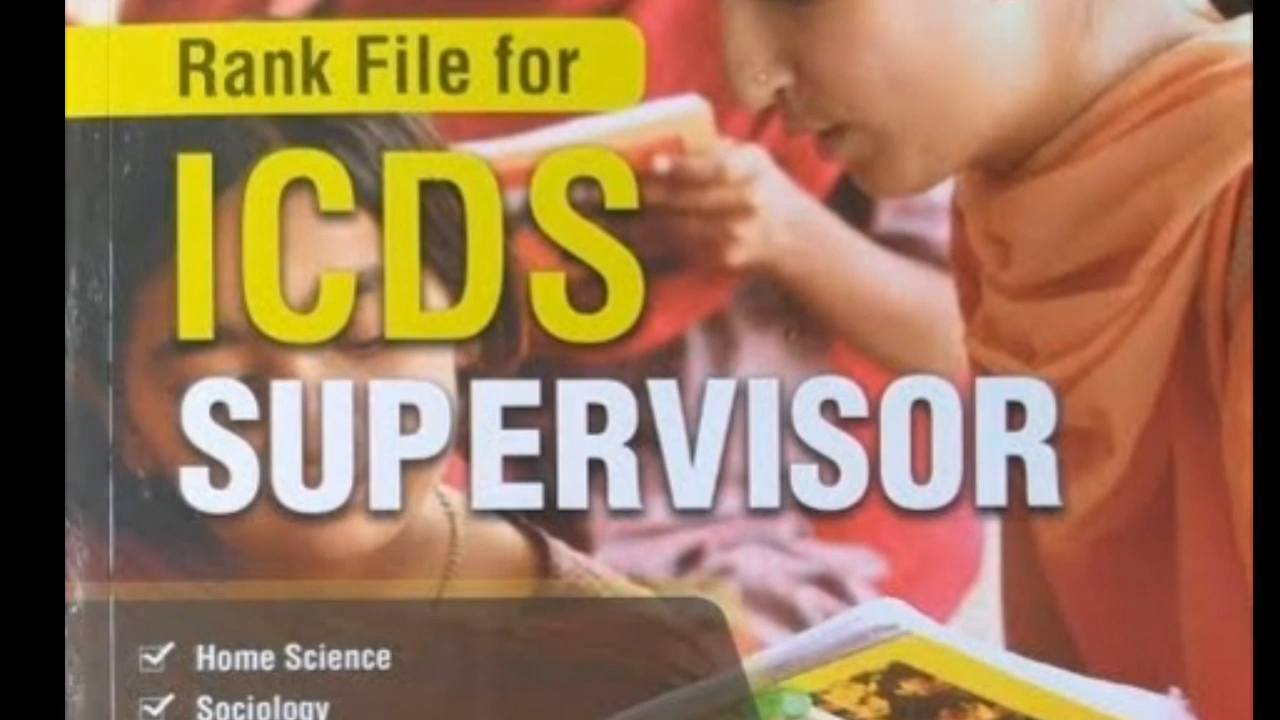 Rank File for
ICDS
SUPERVISOR
Home Science
Sociology